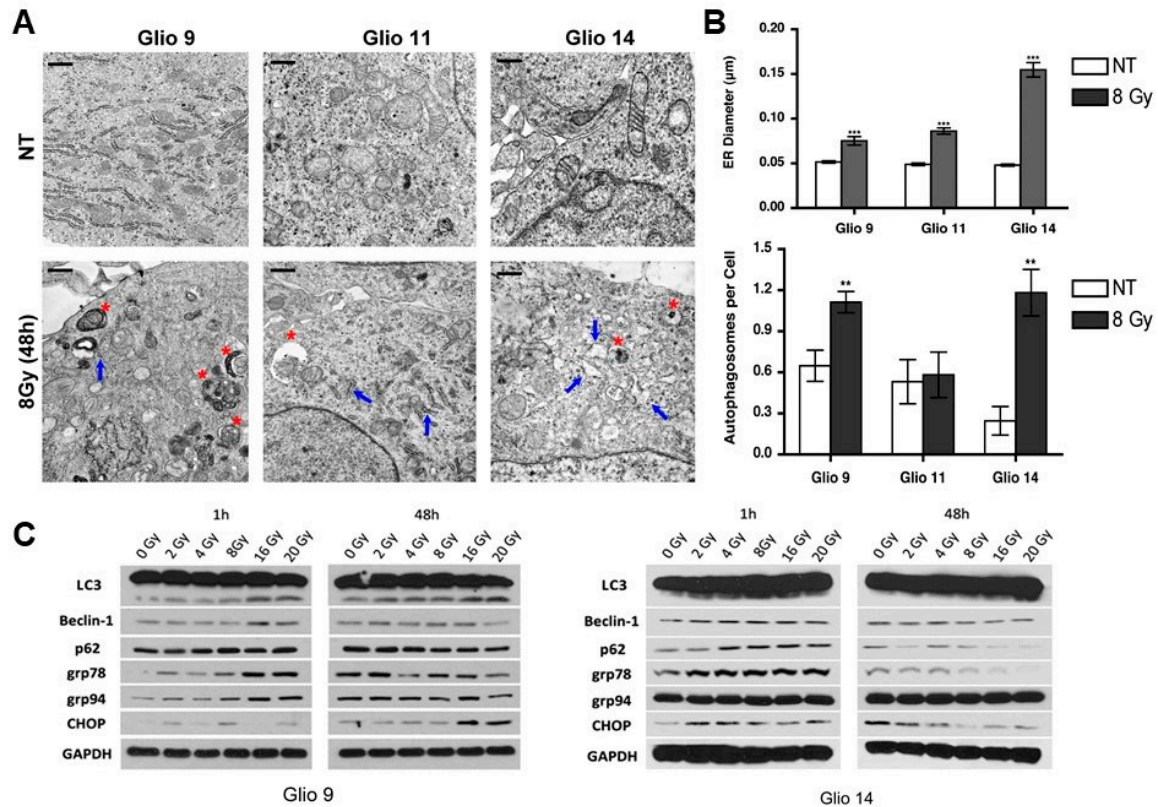 A
Glio 9 Glio 11 Glio 14
NT
8Gy (48h)
* * * * * * *
B
ER Diameter (µm)
0.20
0.15
0.10
0.05
0.00
*** *** ***
NT
8 Gy
Glio 9 Glio 11 Glio 14
Autophagosomes per Cell
1.5
1.2
0.9
0.6
0.3
0.0
** **
NT
8 Gy
Glio 9 Glio 11 Glio 14
C
1h 48h
0 Gy 2 Gy 4 Gy 8Gy 16 Gy 20 Gy 0 Gy 2 Gy 4 Gy 8 Gy 16 Gy 20 Gy
LC3
Beclin-1
p62
grp78
grp94
CHOP
GAPDH
Glio 9
1h 48h
0 Gy 2 Gy 4 Gy 8Gy 16 Gy 20 Gy 0 Gy 2 Gy 4 Gy 8 Gy 16 Gy 20 Gy
LC3
Beclin-1
p62
grp78
grp94
CHOP
GAPDH
Glio 14